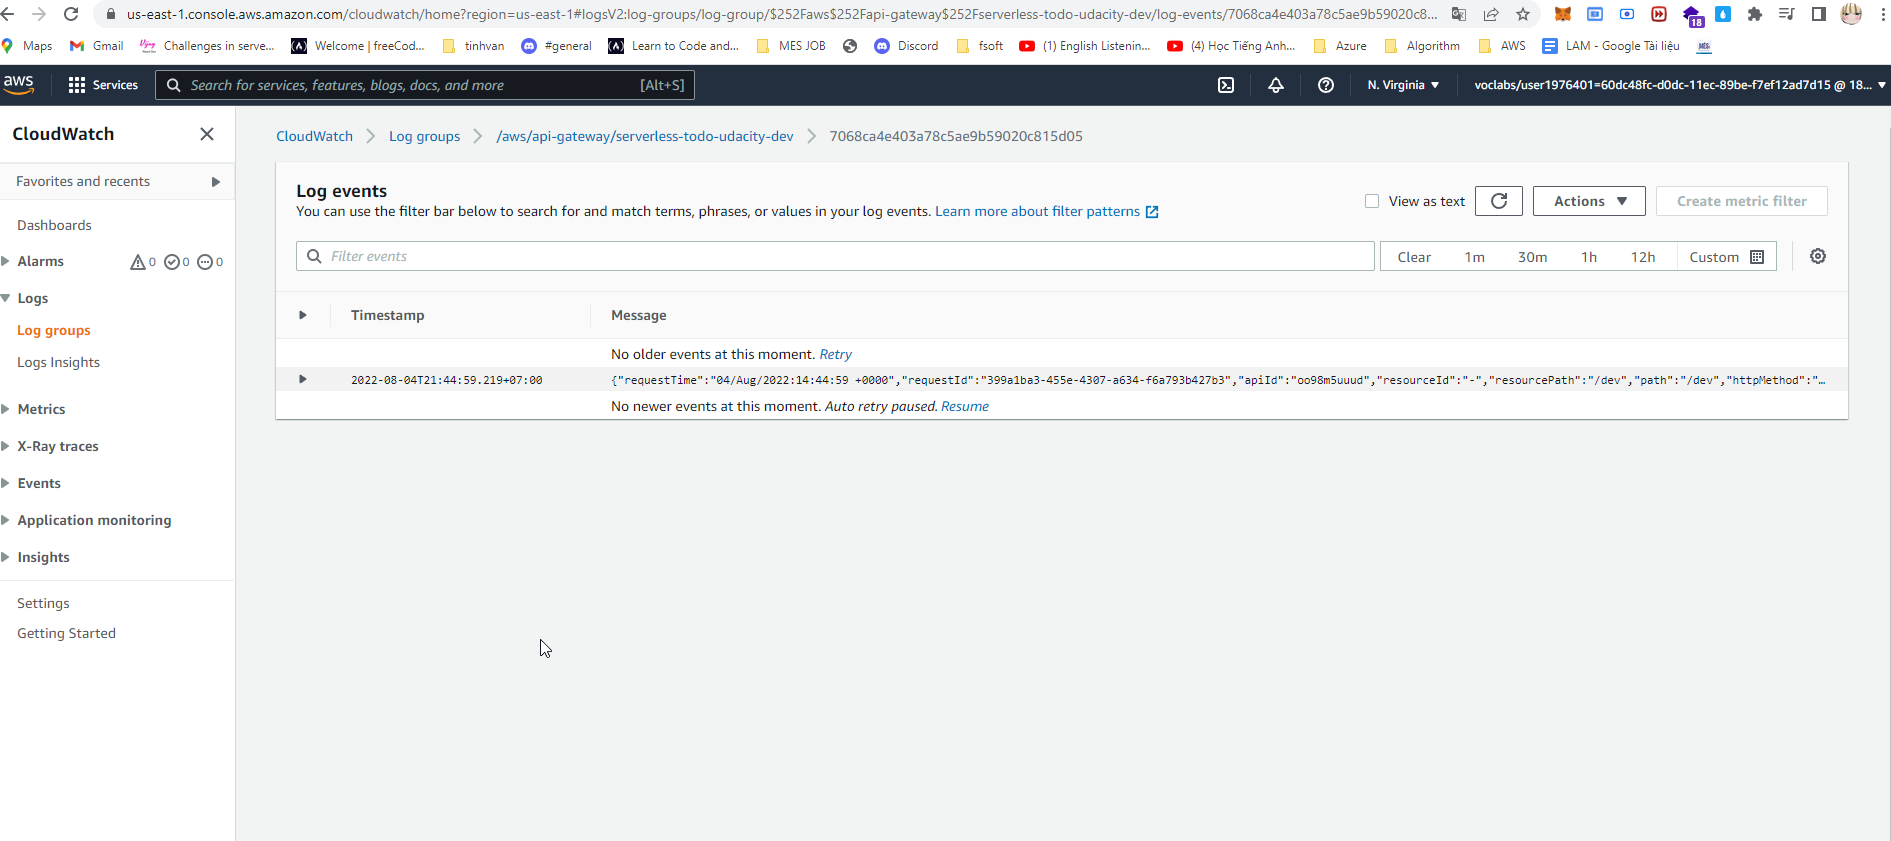 us-east-1.console.aws.amazon.com/cloudwatch/home?region=us-east-1#logsV2:log-groups/log-group/$252Faws$252Fapi-gateway$252Fserverless-todo-udacity-dev/log-events/7068ca4e403a78c5ae9b59020c8...
18
Maps Gmail Challenges in serve... Welcome | freeCod... tinhvan #general Learn to Code and... MES JOB Discord fsoft (1) English Listenin... (4) Học Tiếng Anh... Azure Algorithm AWS LAM - Google Tài liệu
aws Services Search for services, features, blogs, docs, and more [Alt+S] N. Virginia voclabs/user1976401=60dc48fc-d0dc-11ec-89be-f7ef12ad7d15 @ 18...
CloudWatch
Favorites and recents
Dashboards
Alarms 0 0 0
Logs
Log groups
Logs Insights
Metrics
X-Ray traces
Events
Application monitoring
Insights
Settings
Getting Started
CloudWatch Log groups /aws/api-gateway/serverless-todo-udacity-dev 7068ca4e403a78c5ae9b59020c815d05
Log events
You can use the filter bar below to search for and match terms, phrases, or values in your log events. Learn more about filter patterns
View as text Actions Create metric filter
Filter events Clear 1m 30m 1h 12h Custom
Timestamp Message
No older events at this moment. Retry
2022-08-04T21:44:59.219+07:00 {"requestTime":"04/Aug/2022:14:44:59 +0000","requestId":"399a1ba3-455e-4307-a634-f6a793b427b3","apiId":"oo98m5uuud","resourceId":"-","resourcePath":"/dev","path":"/dev","httpMethod":"...
No newer events at this moment. Auto retry paused. Resume